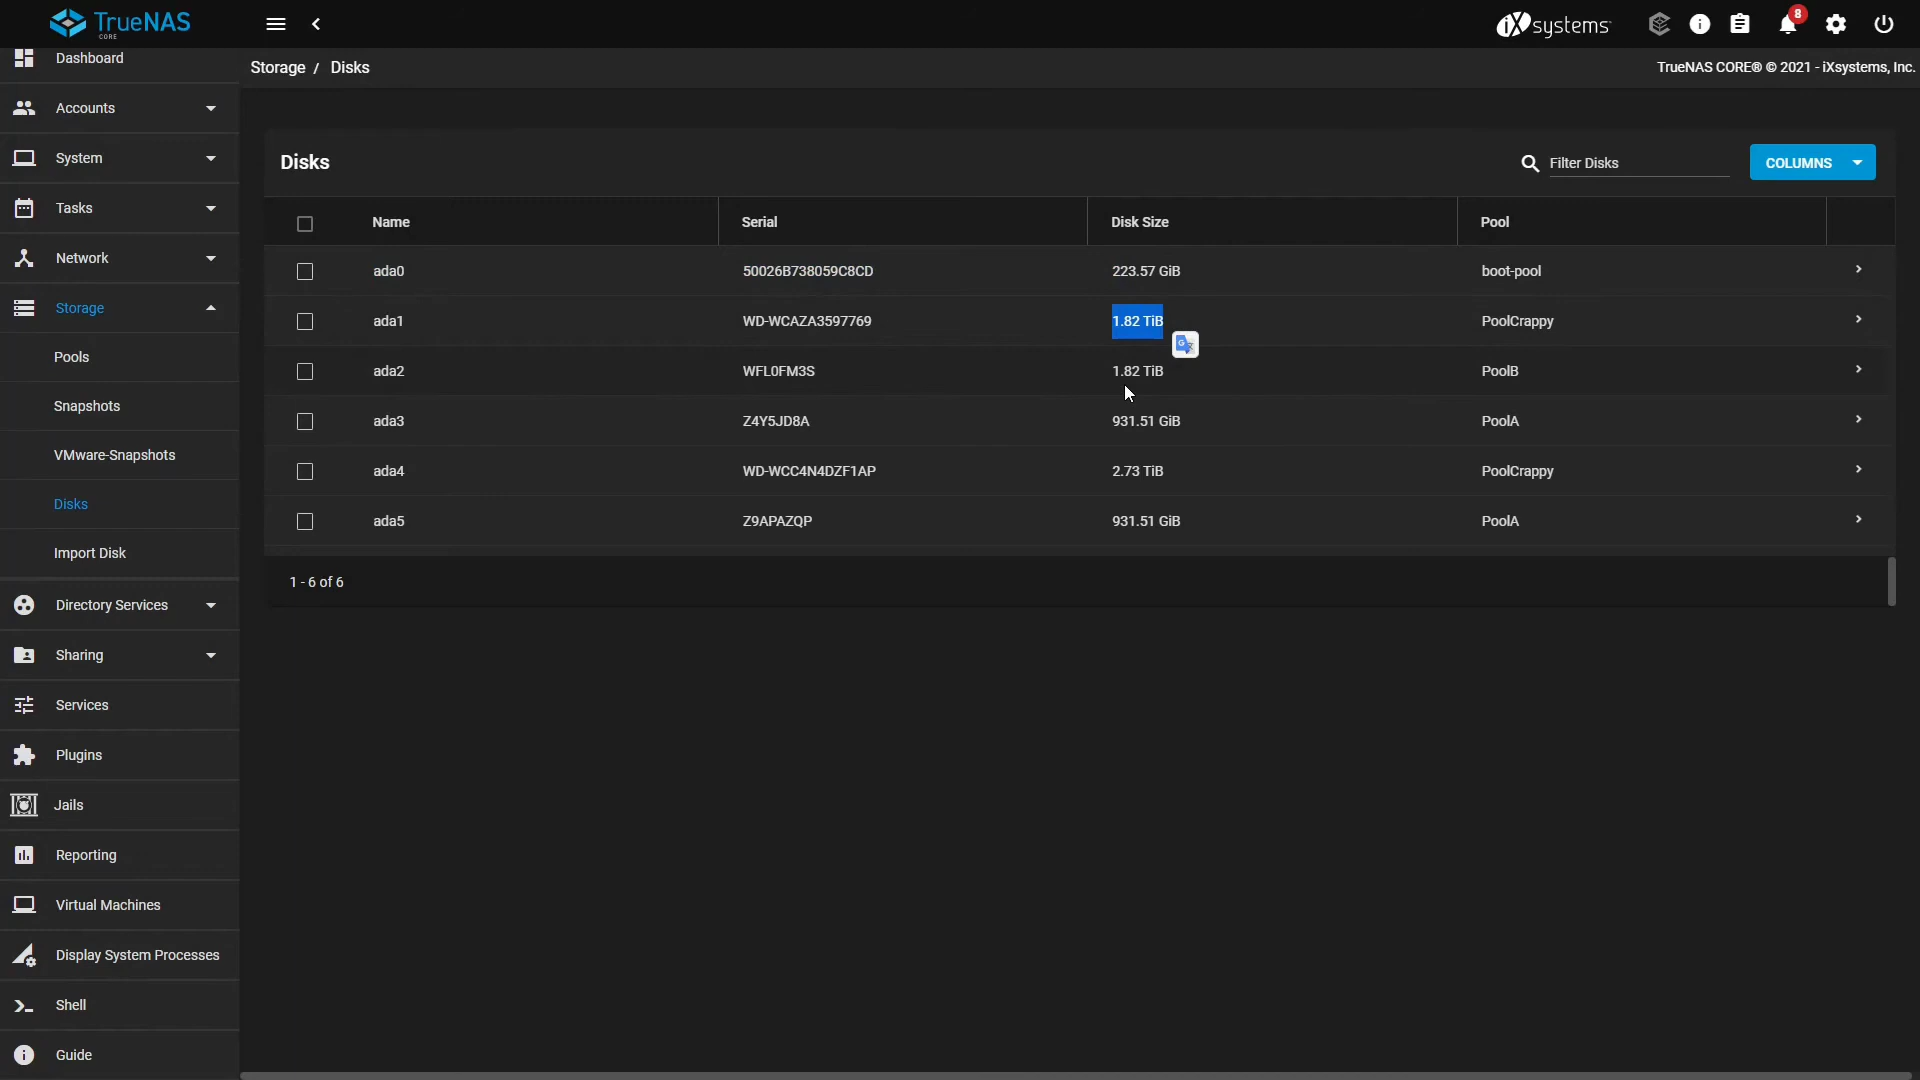 TrueNAS
CORE
iXsystems
8
Storage / Disks
TrueNAS CORE® © 2021 - iXsystems, Inc.
Dashboard
Accounts
System
Tasks
Network
Storage
Pools
Snapshots
VMware-Snapshots
Disks
Import Disk
Directory Services
Sharing
Services
Plugins
Jails
Reporting
Virtual Machines
Display System Processes
Shell
Guide
Disks
Filter Disks
COLUMNS
Name Serial Disk Size Pool
ada0 50026B738059C8CD 223.57 GiB boot-pool
ada1 WD-WCAZA3597769 1.82 TiB PoolCrappy
ada2 WFL0FM3S 1.82 TiB PoolB
ada3 Z4Y5JD8A 931.51 GiB PoolA
ada4 WD-WCC4N4DZF1AP 2.73 TiB PoolCrappy
ada5 Z9APAZQP 931.51 GiB PoolA
1 - 6 of 6